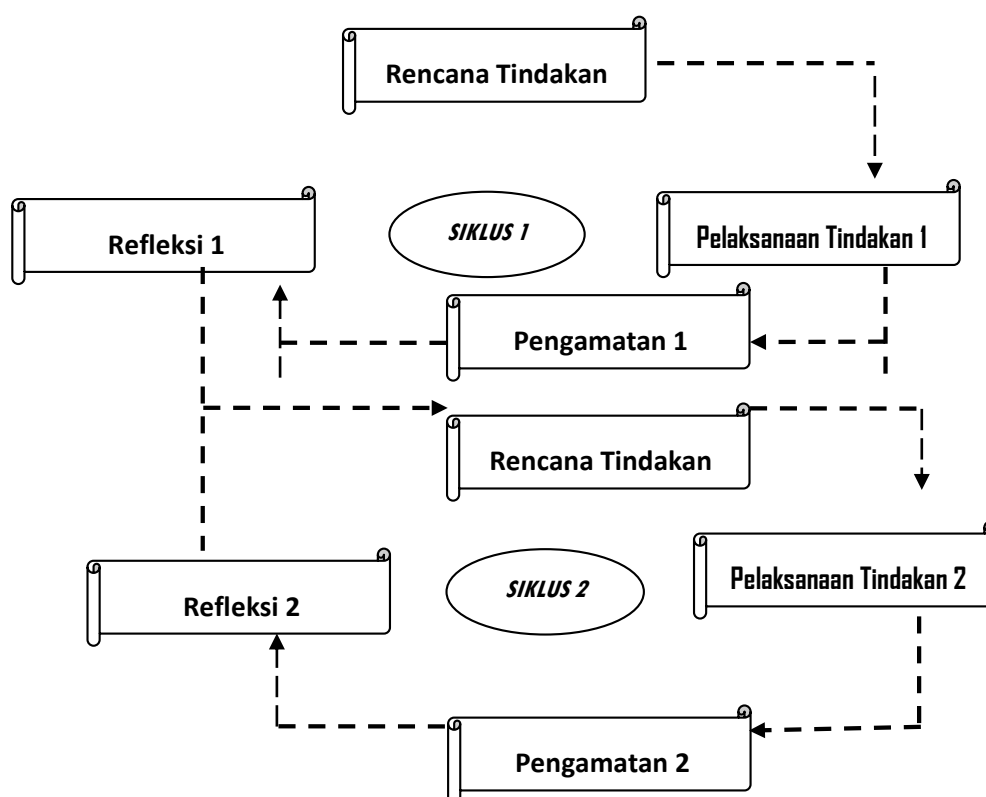 Rencana Tindakan
Refleksi 1
SIKLUS 1
Pelaksanaan Tindakan 1
Pengamatan 1
Rencana Tindakan
Refleksi 2
SIKLUS 2
Pelaksanaan Tindakan 2
Pengamatan 2